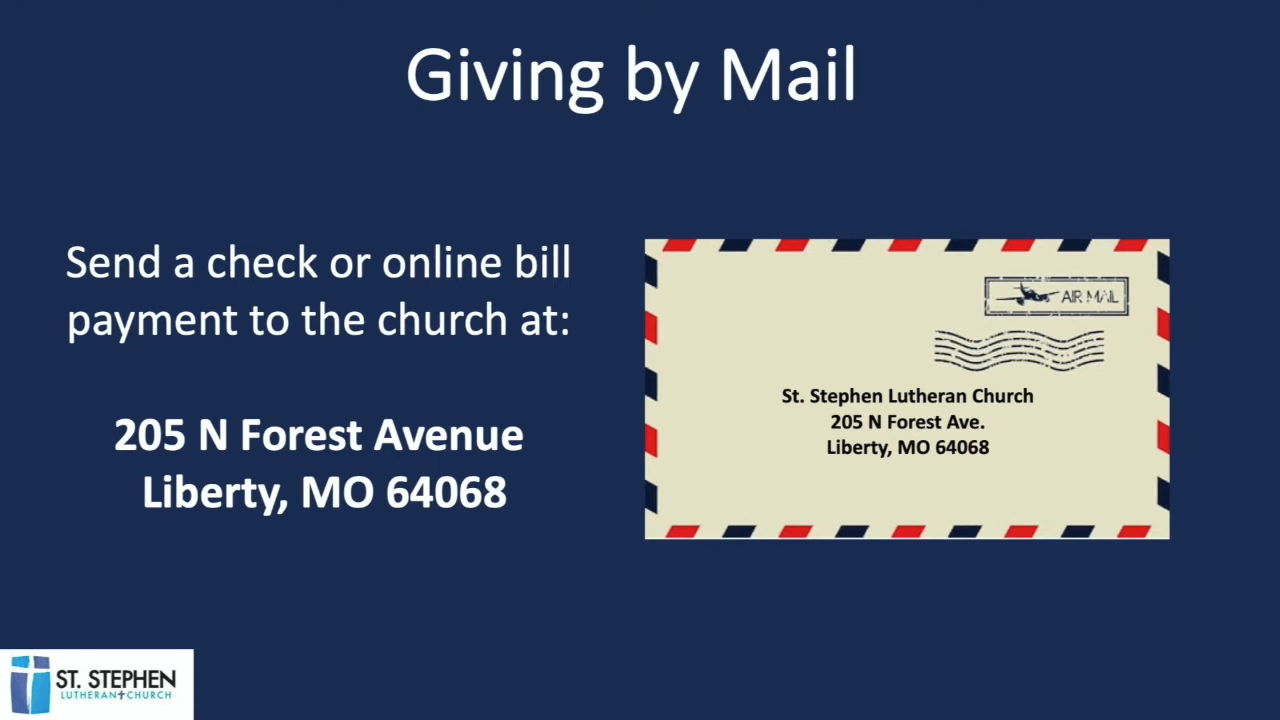 Giving by Mail
Send a check or online bill
payment to the church at:
205 N Forest Avenue
Liberty, MO 64068
AIR MAIL
St. Stephen Lutheran Church
205 N Forest Ave.
Liberty, MO 64068
ST. STEPHEN
LUTHERAN CHURCH